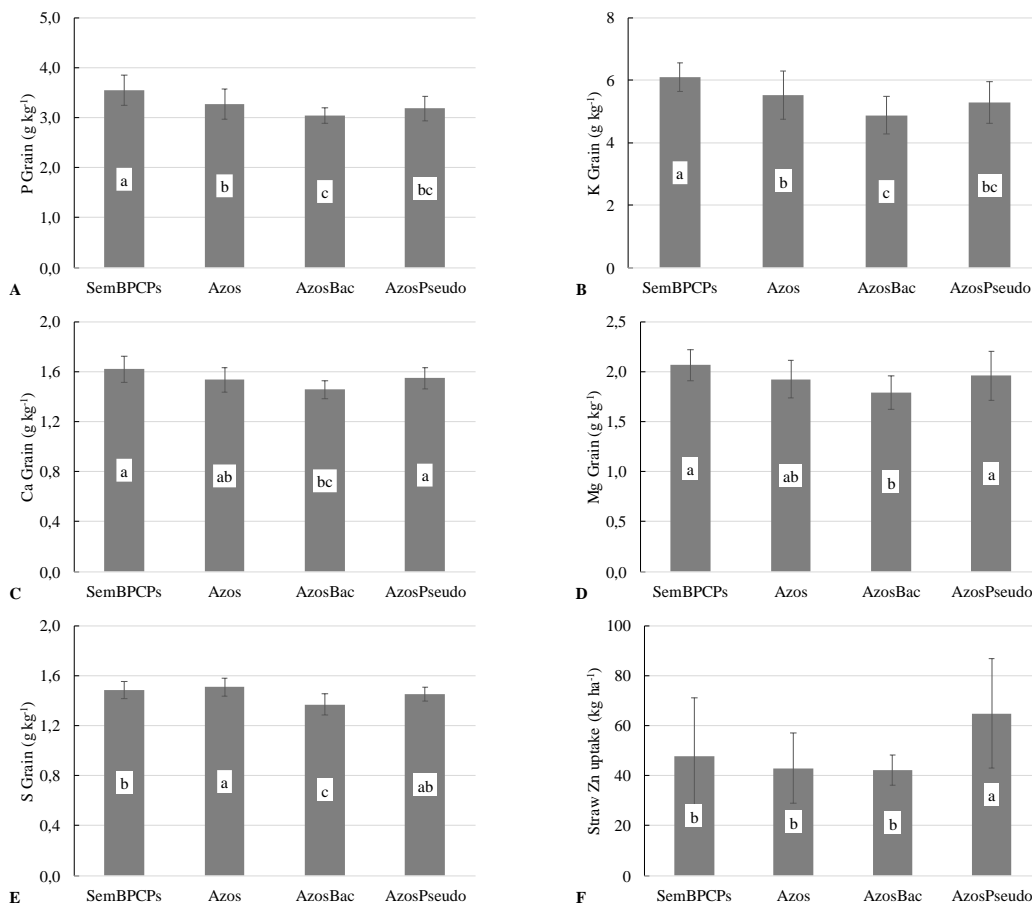 P Grain (g kg-1)
5,0
4,0
3,0
2,0
1,0
0,0
a
b
c
bc
SemBPCPs Azos AzosBac AzosPseudo
A
K Grain (g kg-1)
8
6
4
2
0
a
b
c
bc
SemBPCPs Azos AzosBac AzosPseudo
B
Ca Grain (g kg-1)
2,0
1,6
1,2
0,8
0,4
0,0
a
ab
bc
a
SemBPCPs Azos AzosBac AzosPseudo
C
Mg Grain (g kg-1)
2,5
2,0
1,5
1,0
0,5
0,0
a
ab
b
a
SemBPCPs Azos AzosBac AzosPseudo
D
S Grain (g kg-1)
2,0
1,6
1,2
0,8
0,4
0,0
b
a
c
ab
SemBPCPs Azos AzosBac AzosPseudo
E
Straw Zn uptake (kg ha-1)
100
80
60
40
20
0
b
b
b
a
SemBPCPs Azos AzosBac AzosPseudo
F